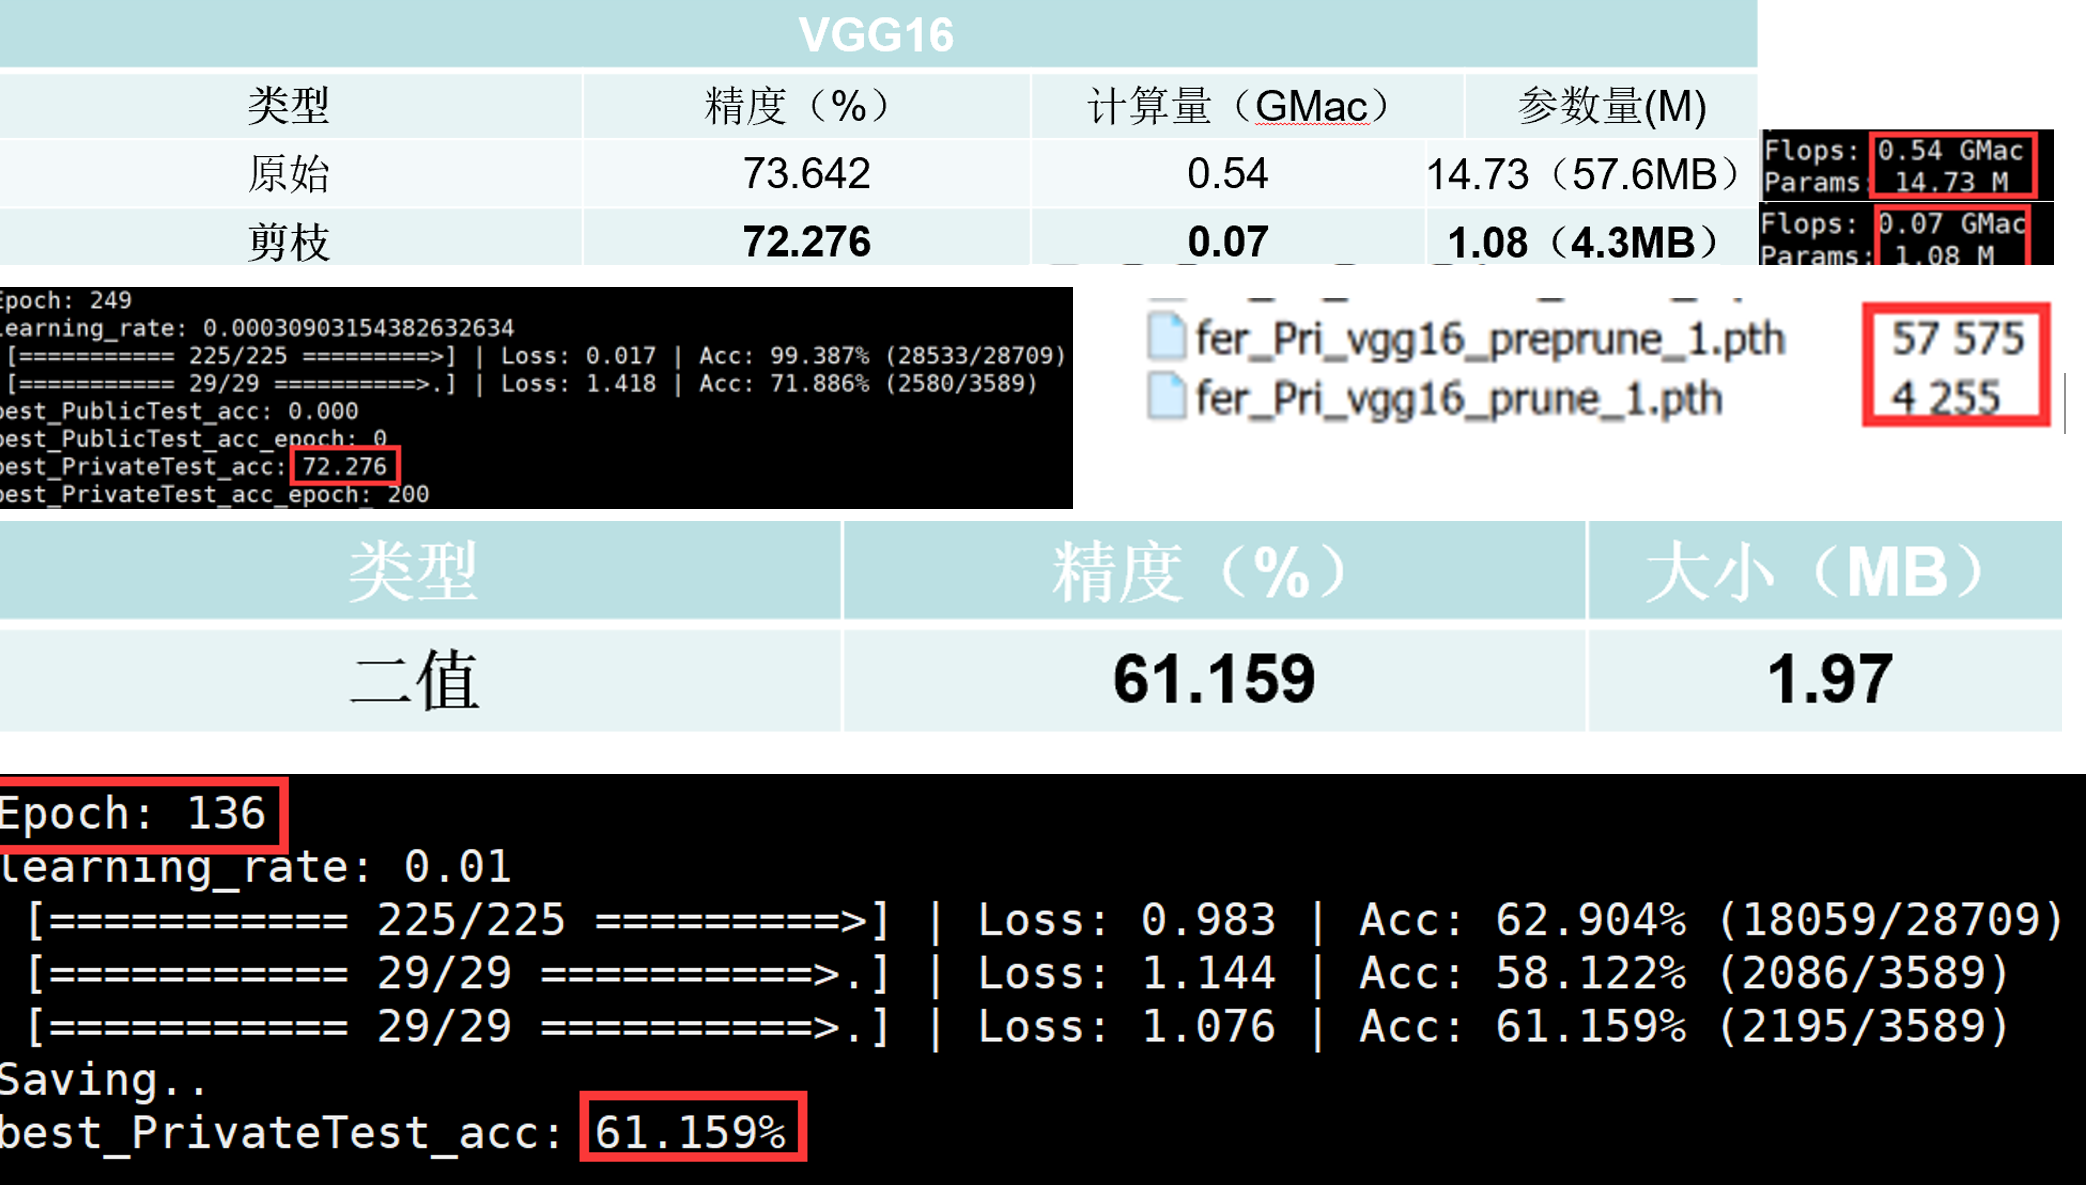 VGG16
类型 精度（%） 计算量（GMac） 参数量(M)
原始 73.642 0.54 14.73（57.6MB）
剪枝 72.276 0.07 1.08（4.3MB）
Flops: 0.54 GMac
Params: 14.73 M
Flops: 0.07 GMac
Params: 1.08 M
Epoch: 249
learning_rate: 0.00030903154382632634
[=========== 225/225 =========>] | Loss: 0.017 | Acc: 99.387% (28533/28709)
[=========== 29/29 ==========>.] | Loss: 1.418 | Acc: 71.886% (2580/3589)
best_PublicTest_acc: 0.000
best_PublicTest_acc_epoch: 0
best_PrivateTest_acc: 72.276
best_PrivateTest_acc_epoch: 200
fer_Pri_vgg16_preprune_1.pth 57 575
fer_Pri_vgg16_prune_1.pth 4 255
类型 精度（%） 大小（MB）
二值 61.159 1.97
Epoch: 136
learning_rate: 0.01
[=========== 225/225 =========>] | Loss: 0.983 | Acc: 62.904% (18059/28709)
[=========== 29/29 ==========>.] | Loss: 1.144 | Acc: 58.122% (2086/3589)
[=========== 29/29 ==========>.] | Loss: 1.076 | Acc: 61.159% (2195/3589)
Saving..
best_PrivateTest_acc: 61.159%